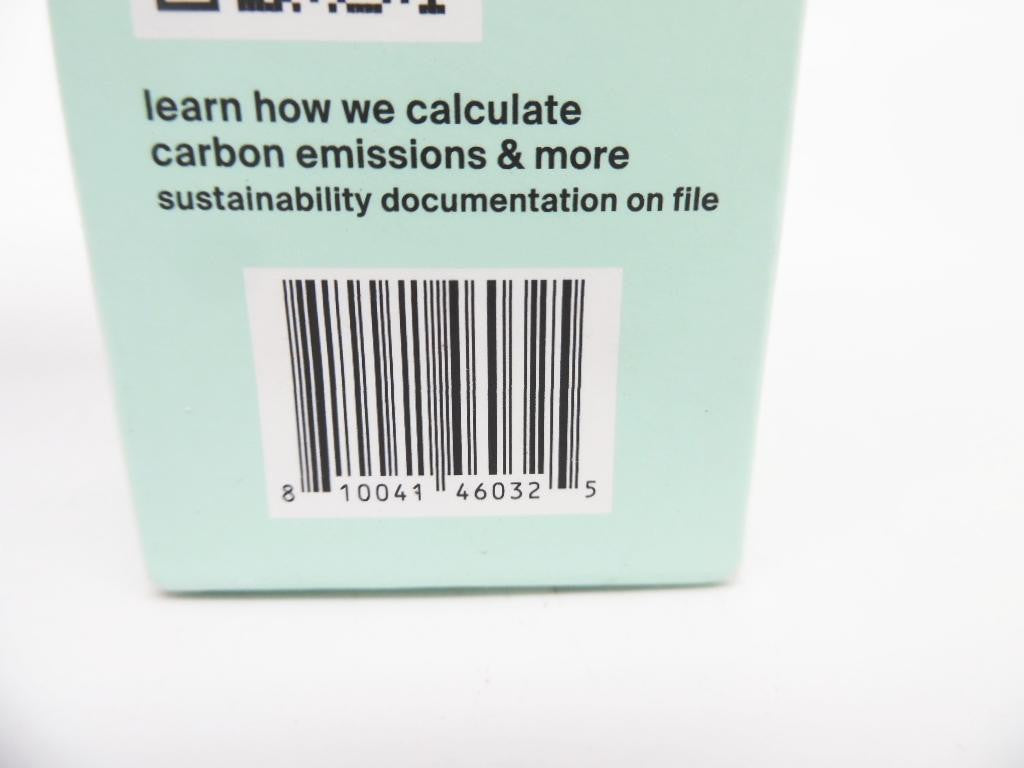 learn how we calculate
carbon emissions & more
sustainability documentation on file
8 10041 46032 5